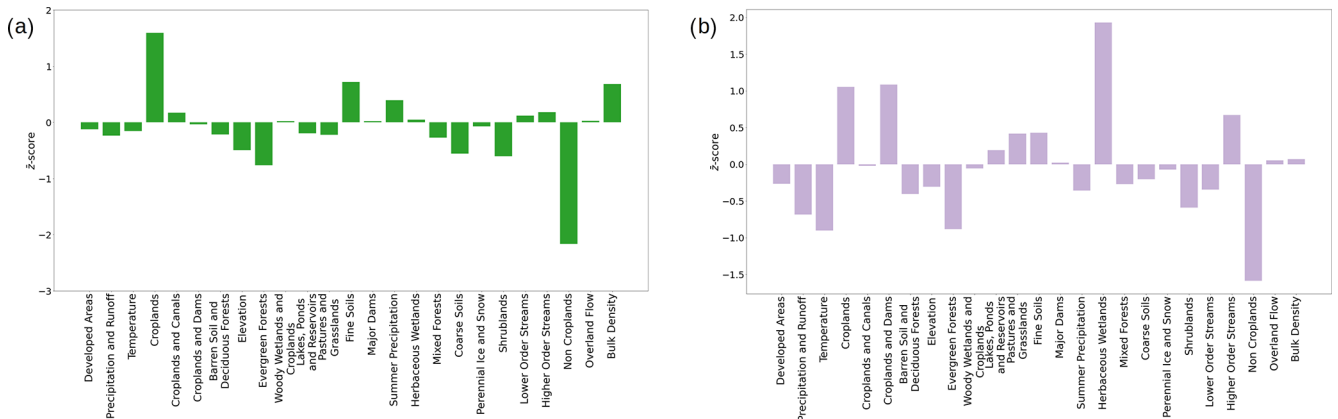 (a)
z̄-score
2
1
0
−1
−2
−3
Developed Areas
Precipitation and Runoff
Temperature
Croplands
Croplands and Canals
Croplands and Dams
Barren Soil and
Deciduous Forests
Elevation
Evergreen Forests
Woody Wetlands and
Croplands
Lakes, Ponds
and Reservoirs
Pastures and
Grasslands
Fine Soils
Major Dams
Summer Precipitation
Herbaceous Wetlands
Mixed Forests
Coarse Soils
Perennial Ice and Snow
Shrublands
Lower Order Streams
Higher Order Streams
Non Croplands
Overland Flow
Bulk Density
(b)
z̄-score
2.0
1.5
1.0
0.5
0.0
−0.5
−1.0
−1.5
Developed Areas
Precipitation and Runoff
Temperature
Croplands
Croplands and Canals
Croplands and Dams
Barren Soil and
Deciduous Forests
Elevation
Evergreen Forests
Woody Wetlands and
Croplands
Lakes, Ponds
and Reservoirs
Pastures and
Grasslands
Fine Soils
Major Dams
Summer Precipitation
Herbaceous Wetlands
Mixed Forests
Coarse Soils
Perennial Ice and Snow
Shrublands
Lower Order Streams
Higher Order Streams
Non Croplands
Overland Flow
Bulk Density